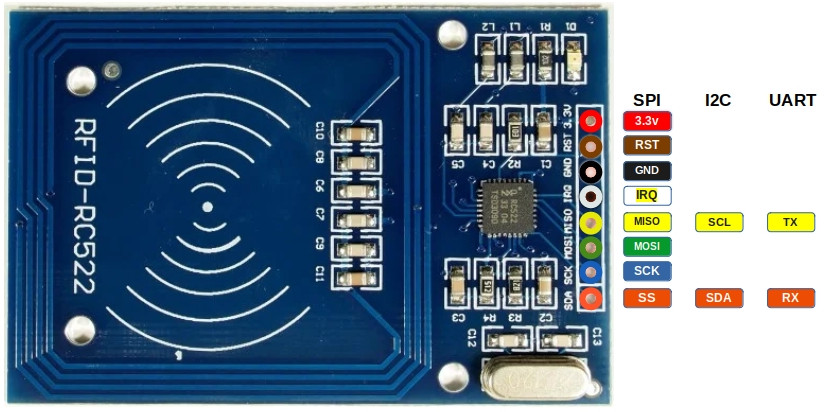 L2 L1 R1 D1
SPI I2C UART
3.3V 3.3v
RST RST
GND GND
IRQ IRQ
MISO MISO SCL TX
MOSI MOSI
SCK SCK
SDA SS SDA RX
RFID-RC522
C10
C8
C6
C7
C9
C11
C5 C4 R2 C1
103
RC522
C3 R4 R3 C2
C12 C13